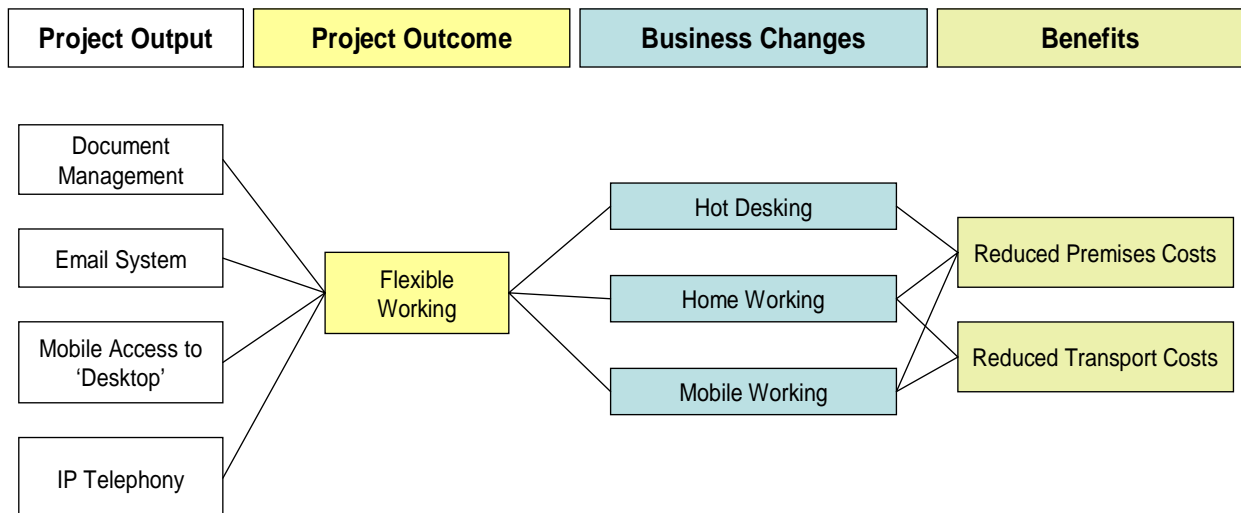 Project Output
Project Outcome
Business Changes
Benefits
Document
Management
Email System
Mobile Access to
‘Desktop’
IP Telephony
Flexible
Working
Hot Desking
Home Working
Mobile Working
Reduced Premises Costs
Reduced Transport Costs